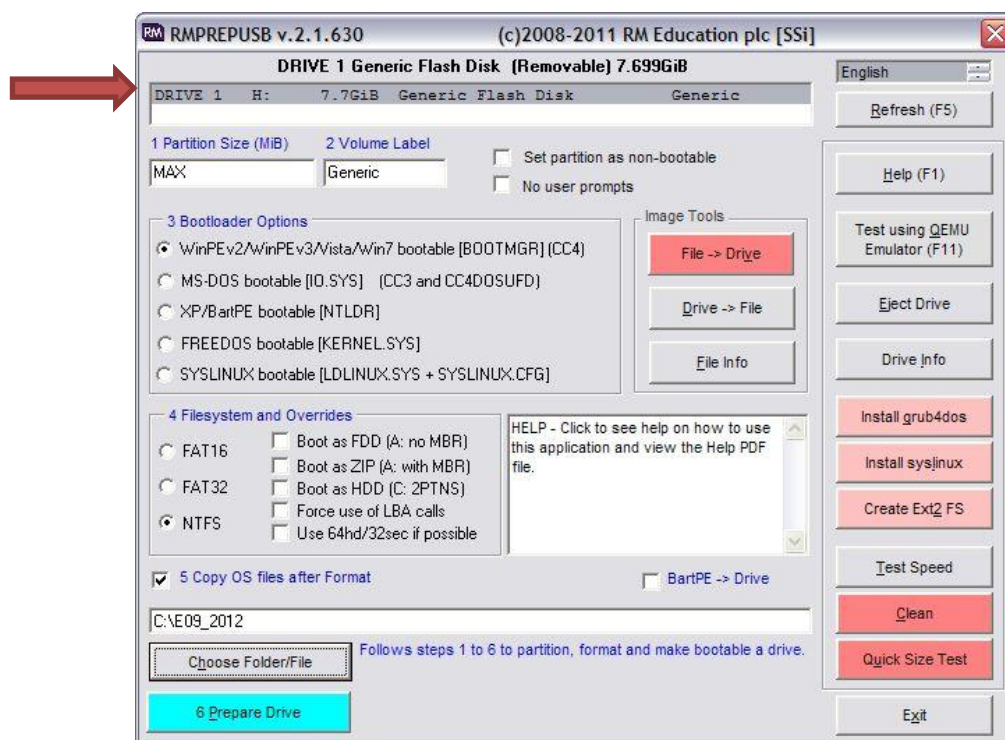 RM RMPREPUSB v.2.1.630 (c)2008-2011 RM Education plc [SSi]
DRIVE 1 Generic Flash Disk (Removable) 7.699GiB
English
DRIVE 1 H: 7.7GiB Generic Flash Disk Generic
Refresh (F5)
1 Partition Size (MiB) 2 Volume Label
MAX Generic
Set partition as non-bootable
No user prompts
Help (F1)
3 Bootloader Options
WinPEv2/WinPEv3/Vista/Win7 bootable [BOOTMGR] (CC4)
MS-DOS bootable [IO.SYS] (CC3 and CC4DOSUFD)
XP/BartPE bootable [NTLDR]
FREEDOS bootable [KERNEL.SYS]
SYSLINUX bootable [LDLINUX.SYS + SYSLINUX.CFG]
Image Tools
File -> Drive
Drive -> File
File Info
Test using QEMU
Emulator (F11)
Eject Drive
Drive Info
4 Filesystem and Overrides
FAT16
FAT32
NTFS
Boot as FDD (A: no MBR)
Boot as ZIP (A: with MBR)
Boot as HDD (C: 2PTNS)
Force use of LBA calls
Use 64hd/32sec if possible
HELP - Click to see help on how to use
this application and view the Help PDF
file.
Install grub4dos
Install syslinux
Create Ext2 FS
5 Copy OS files after Format
BartPE -> Drive
Test Speed
C:\E09_2012
Clean
Choose Folder/File
Follows steps 1 to 6 to partition, format and make bootable a drive.
Quick Size Test
6 Prepare Drive
Exit